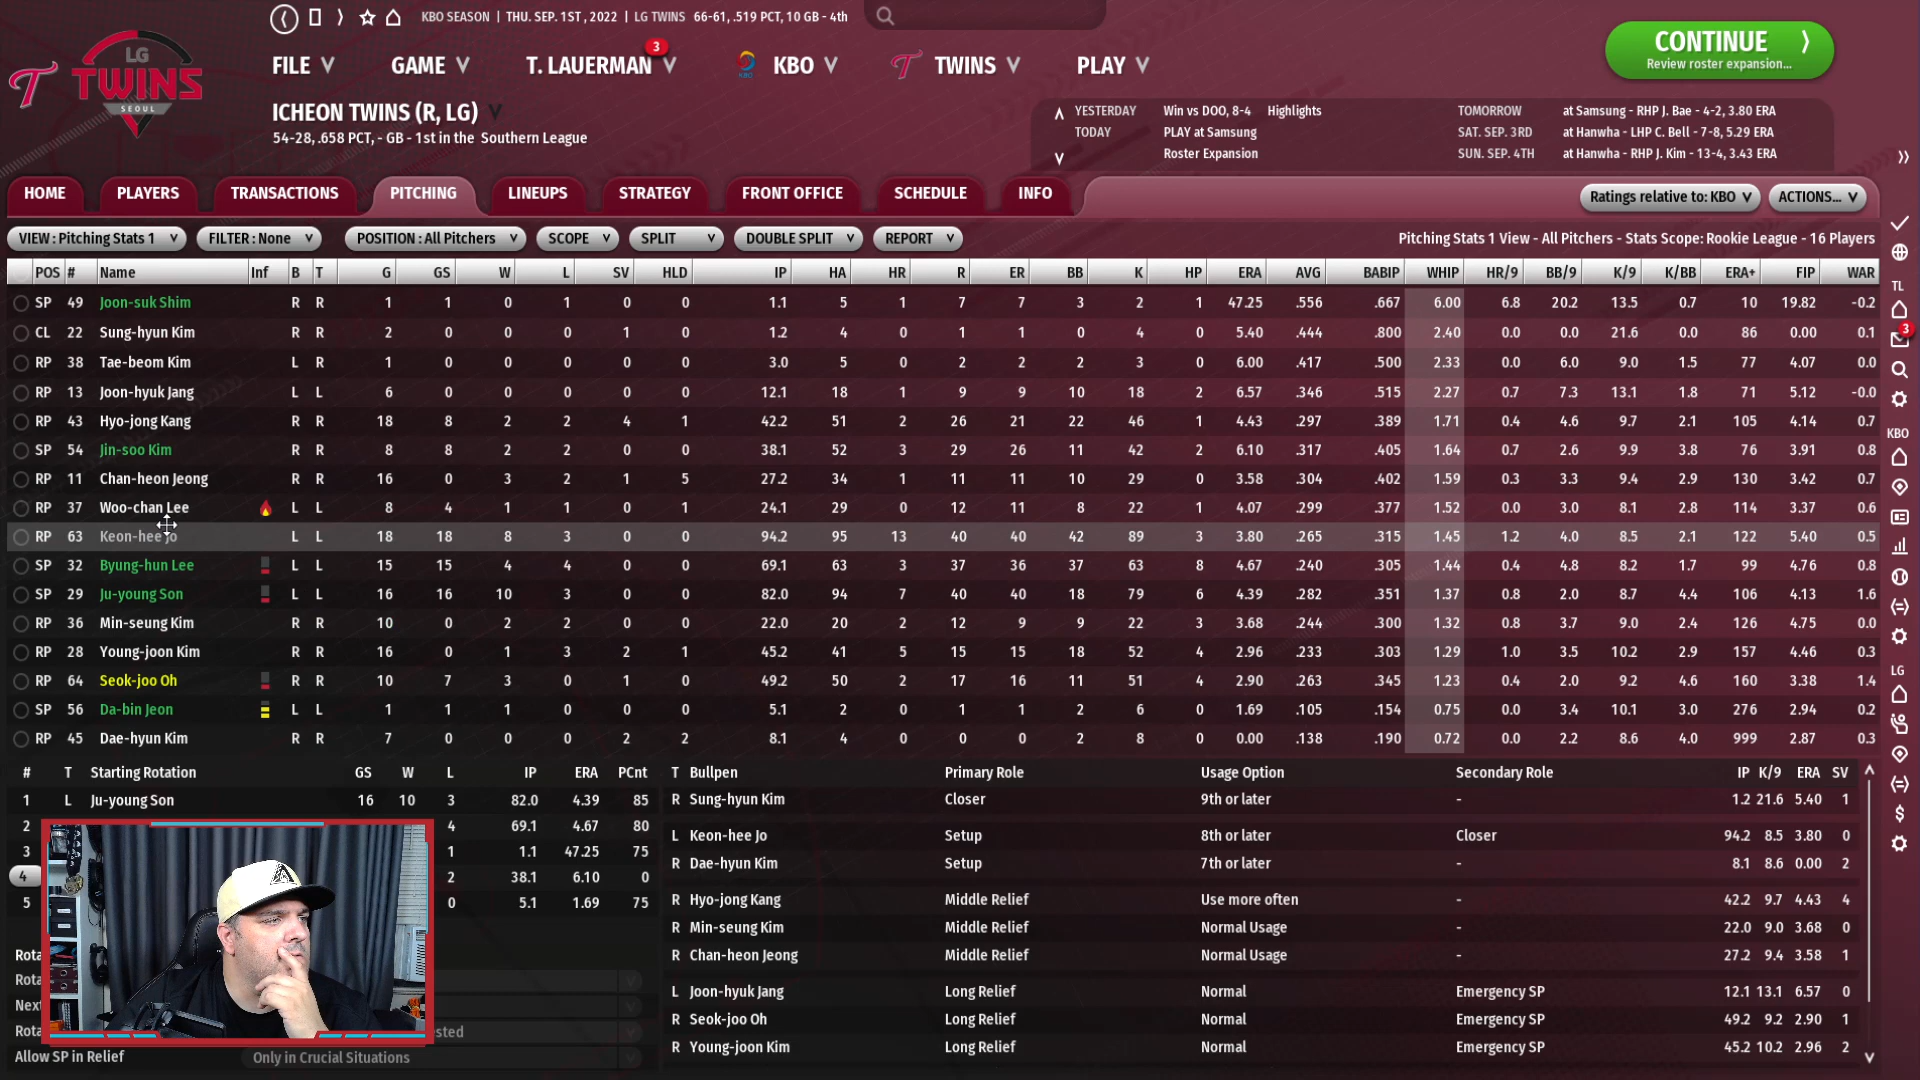 KBO SEASON | THU. SEP. 1ST , 2022 | LG TWINS 66-61, .519 PCT, 10 GB - 4th
LG
TWINS
SEOUL
FILE GAME T. LAUERMAN 3 KBO KBO TWINS PLAY
CONTINUE
Review roster expansion...
ICHEON TWINS (R, LG)
54-28, .658 PCT, - GB - 1st in the Southern League
YESTERDAY Win vs DOO, 8-4 Highlights TOMORROW at Samsung - RHP J. Bae - 4-2, 3.80 ERA
TODAY PLAY at Samsung SAT. SEP. 3RD at Hanwha - LHP C. Bell - 7-8, 5.29 ERA
Roster Expansion SUN. SEP. 4TH at Hanwha - RHP J. Kim - 13-4, 3.43 ERA
HOME PLAYERS TRANSACTIONS PITCHING LINEUPS STRATEGY FRONT OFFICE SCHEDULE INFO Ratings relative to: KBO ACTIONS...
VIEW : Pitching Stats 1 FILTER : None POSITION : All Pitchers SCOPE SPLIT DOUBLE SPLIT REPORT Pitching Stats 1 View - All Pitchers - Stats Scope: Rookie League - 16 Players
POS # Name Inf B T G GS W L SV HLD IP HA HR R ER BB K HP ERA AVG BABIP WHIP HR/9 BB/9 K/9 K/BB ERA+ FIP WAR
SP 49 Joon-suk Shim R R 1 1 0 1 0 0 1.1 5 1 7 7 3 2 1 47.25 .556 .667 6.00 6.8 20.2 13.5 0.7 10 19.82 -0.2
CL 22 Sung-hyun Kim R R 2 0 0 0 1 0 1.2 4 0 1 1 0 4 0 5.40 .444 .800 2.40 0.0 0.0 21.6 0.0 86 0.00 0.1
RP 38 Tae-beom Kim L R 1 0 0 0 0 0 3.0 5 0 2 2 2 3 0 6.00 .417 .500 2.33 0.0 6.0 9.0 1.5 77 4.07 0.0
RP 13 Joon-hyuk Jang L L 6 0 0 0 0 0 12.1 18 1 9 9 10 18 2 6.57 .346 .515 2.27 0.7 7.3 13.1 1.8 71 5.12 -0.0
RP 43 Hyo-jong Kang R R 18 8 2 2 4 1 42.2 51 2 26 21 22 46 1 4.43 .297 .389 1.71 0.4 4.6 9.7 2.1 105 4.14 0.7
SP 54 Jin-soo Kim R R 8 8 2 2 0 0 38.1 52 3 29 26 11 42 2 6.10 .317 .405 1.64 0.7 2.6 9.9 3.8 76 3.91 0.8
RP 11 Chan-heon Jeong R R 16 0 3 2 1 5 27.2 34 1 11 11 10 29 0 3.58 .304 .402 1.59 0.3 3.3 9.4 2.9 130 3.42 0.7
RP 37 Woo-chan Lee L L 8 4 1 1 0 1 24.1 29 0 12 11 8 22 1 4.07 .299 .377 1.52 0.0 3.0 8.1 2.8 114 3.37 0.6
RP 63 Keon-hee Jo L L 18 18 8 3 0 0 94.2 95 13 40 40 42 89 3 3.80 .265 .315 1.45 1.2 4.0 8.5 2.1 122 5.40 0.5
SP 32 Byung-hun Lee L L 15 15 4 4 0 0 69.1 63 3 37 36 37 63 8 4.67 .240 .305 1.44 0.4 4.8 8.2 1.7 99 4.76 0.8
SP 29 Ju-young Son L L 16 16 10 3 0 0 82.0 94 7 40 40 18 79 6 4.39 .282 .351 1.37 0.8 2.0 8.7 4.4 106 4.13 1.6
RP 36 Min-seung Kim R R 10 0 2 2 0 0 22.0 20 2 12 9 9 22 3 3.68 .244 .300 1.32 0.8 3.7 9.0 2.4 126 4.75 0.0
RP 28 Young-joon Kim R R 16 0 1 3 2 1 45.2 41 5 15 15 18 52 4 2.96 .233 .303 1.29 1.0 3.5 10.2 2.9 157 4.46 0.3
RP 64 Seok-joo Oh R R 10 7 3 0 1 0 49.2 50 2 17 16 11 51 4 2.90 .263 .345 1.23 0.4 2.0 9.2 4.6 160 3.38 1.4
SP 56 Da-bin Jeon L L 1 1 1 0 0 0 5.1 2 0 1 1 2 6 0 1.69 .105 .154 0.75 0.0 3.4 10.1 3.0 276 2.94 0.2
RP 45 Dae-hyun Kim R R 7 0 0 0 2 2 8.1 4 0 0 0 2 8 0 0.00 .138 .190 0.72 0.0 2.2 8.6 4.0 999 2.87 0.3
# T Starting Rotation GS W L IP ERA PCnt
1 L Ju-young Son 16 10 3 82.0 4.39 85
2 4 69.1 4.67 80
3 1 1.1 47.25 75
4 2 38.1 6.10 0
5 0 5.1 1.69 75
Rota
Rota
Next
Rota sted
Allow SP in Relief Only in Crucial Situations
T Bullpen Primary Role Usage Option Secondary Role IP K/9 ERA SV
R Sung-hyun Kim Closer 9th or later - 1.2 21.6 5.40 1
L Keon-hee Jo Setup 8th or later Closer 94.2 8.5 3.80 0
R Dae-hyun Kim Setup 7th or later - 8.1 8.6 0.00 2
R Hyo-jong Kang Middle Relief Use more often - 42.2 9.7 4.43 4
R Min-seung Kim Middle Relief Normal Usage - 22.0 9.0 3.68 0
R Chan-heon Jeong Middle Relief Normal Usage - 27.2 9.4 3.58 1
L Joon-hyuk Jang Long Relief Normal Emergency SP 12.1 13.1 6.57 0
R Seok-joo Oh Long Relief Normal Emergency SP 49.2 9.2 2.90 1
R Young-joon Kim Long Relief Normal Emergency SP 45.2 10.2 2.96 2
TL
3
KBO
LG